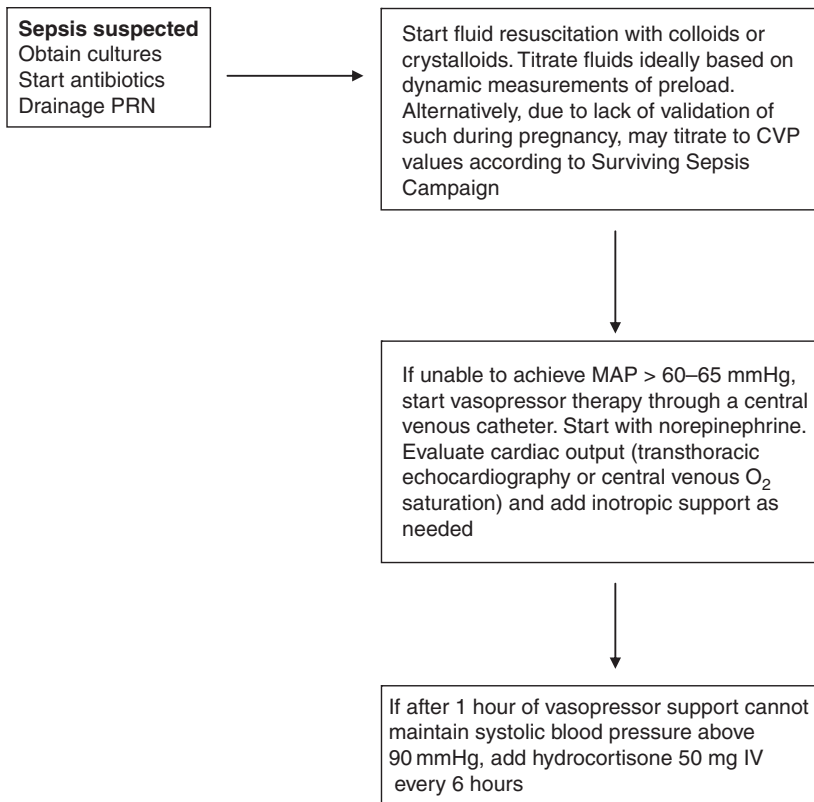 Sepsis suspected
Obtain cultures
Start antibiotics
Drainage PRN
Start fluid resuscitation with colloids or
crystalloids. Titrate fluids ideally based on
dynamic measurements of preload.
Alternatively, due to lack of validation of
such during pregnancy, may titrate to CVP
values according to Surviving Sepsis
Campaign
If unable to achieve MAP > 60–65 mmHg,
start vasopressor therapy through a central
venous catheter. Start with norepinephrine.
Evaluate cardiac output (transthoracic
echocardiography or central venous O₂
saturation) and add inotropic support as
needed
If after 1 hour of vasopressor support cannot
maintain systolic blood pressure above
90 mmHg, add hydrocortisone 50 mg IV
every 6 hours